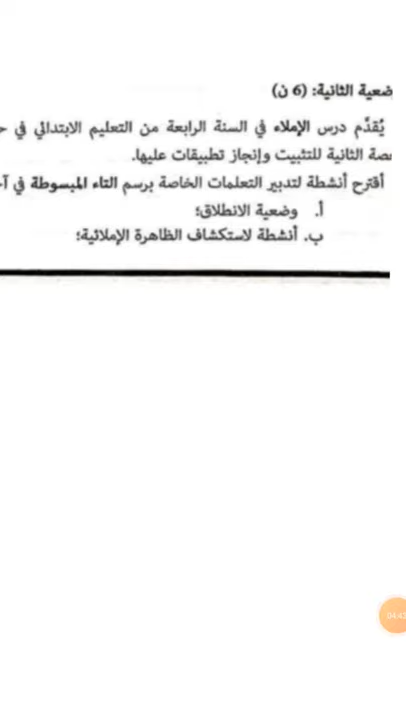 ضعية الثانية: (6 ن)
يُقدَّم درس الإملاء في السنة الرابعة من التعليم الابتدائي في
الثانية للتثبيت وإنجاز تطبيقات عليها.
أقترح أنشطة لتدبير التعلمات الخاصة برسم التاء المبسوطة في
أ. وضعية الانطلاق؛
ب. أنشطة لاستكشاف الظاهرة الإملائية؛